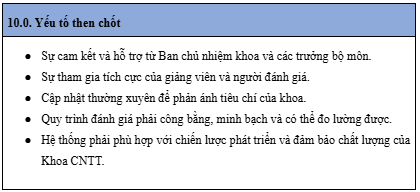 10.0. Yếu tố then chốt
● Sự cam kết và hỗ trợ từ Ban chủ nhiệm khoa và các trưởng bộ môn.
● Sự tham gia tích cực của giảng viên và người đánh giá.
● Cập nhật thường xuyên để phản ánh tiêu chí của khoa.
● Quy trình đánh giá phải công bằng, minh bạch và có thể đo lường được.
● Hệ thống phải phù hợp với chiến lược phát triển và đảm bảo chất lượng của
Khoa CNTT.